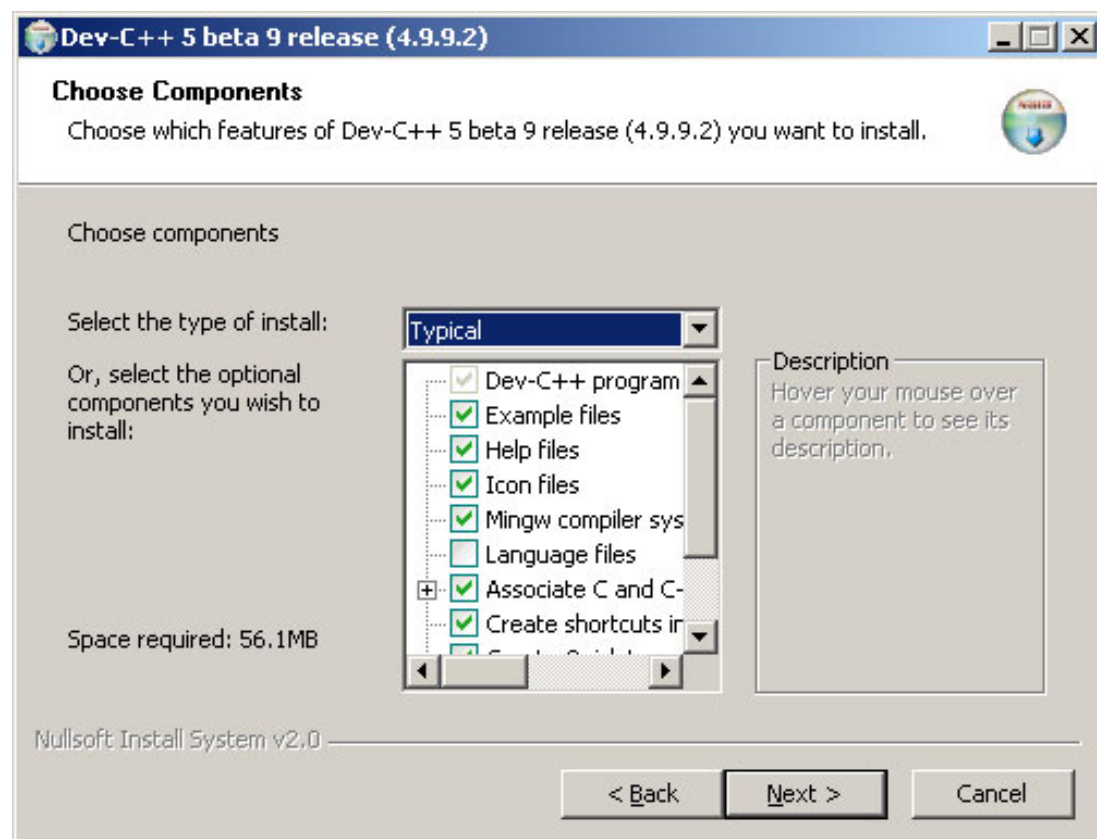 Dev-C++ 5 beta 9 release (4.9.9.2)
Choose Components
Choose which features of Dev-C++ 5 beta 9 release (4.9.9.2) you want to install.
Choose components
Select the type of install:
Typical
Or, select the optional
components you wish to
install:
Dev-C++ program
Example files
Help files
Icon files
Mingw compiler sys
Language files
Associate C and C-
Create shortcuts in
Description
Hover your mouse over
a component to see its
description.
Space required: 56.1MB
Nullsoft Install System v2.0
< Back
Next >
Cancel